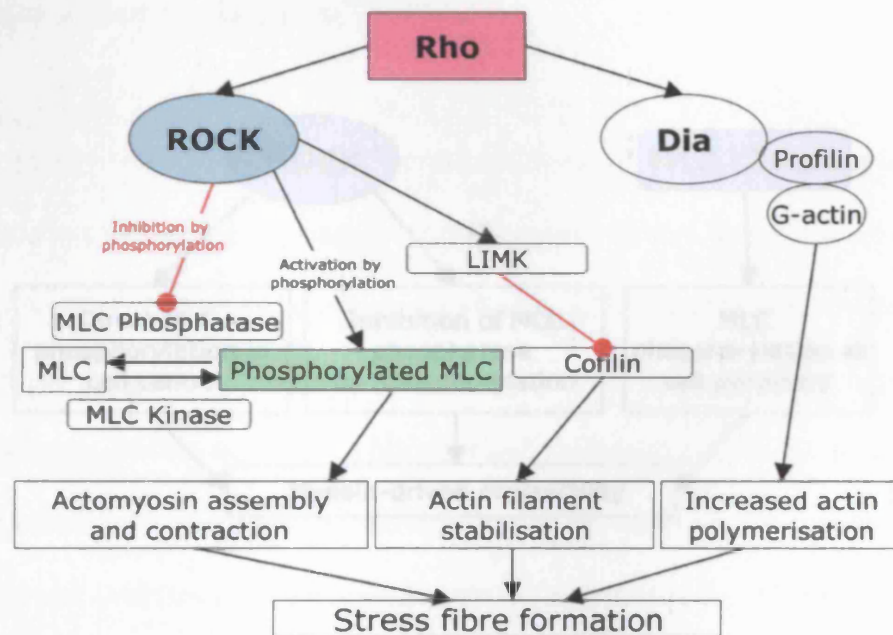 Rho
ROCK
Dia
Profilin
G-actin
Inhibition by
phosphorylation
Activation by
phosphorylation
LIMK
MLC Phosphatase
MLC
Phosphorylated MLC
Cofilin
MLC Kinase
Actomyosin assembly
and contraction
Actin filament
stabilisation
Increased actin
polymerisation
Stress fibre formation